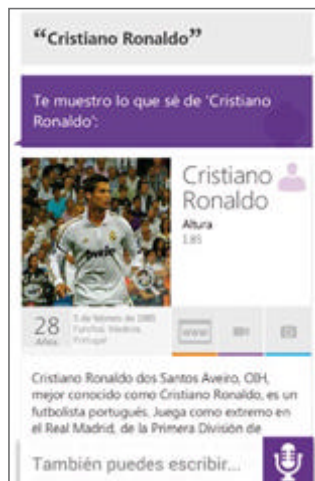 “Cristiano Ronaldo”
Te muestro lo que sé de 'Cristiano
Ronaldo':
Cristiano
Ronaldo
Altura
1.85
28
Años
5 de febrero de 1985
Funchal, Madeira,
Portugal
www
Cristiano Ronaldo dos Santos Aveiro, OIH,
mejor conocido como Cristiano Ronaldo, es un
futbolista portugués. Juega como extremo en
el Real Madrid, de la Primera División de
También puedes escribir...